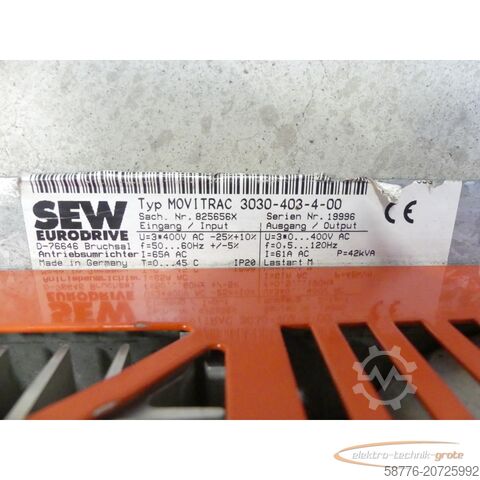 SEW
EURODRIVE
D-76646 Bruchsal
Antriebsumrichter
Made in Germany
Typ MOVITRAC 3030-403-4-00
Sach. Nr. 825656X Serien Nr. 19996
Eingang / Input Ausgang / Output
U=3*400V AC -25%+10% U=3*0...400V AC
f=50...60Hz +/-5% f=0,5...120Hz
I=65A AC I=61A AC P=42kVA
T=0...45 C IP20 Lastart M
CE
Machineseeker
elektro-technik-grote
58776-20725992